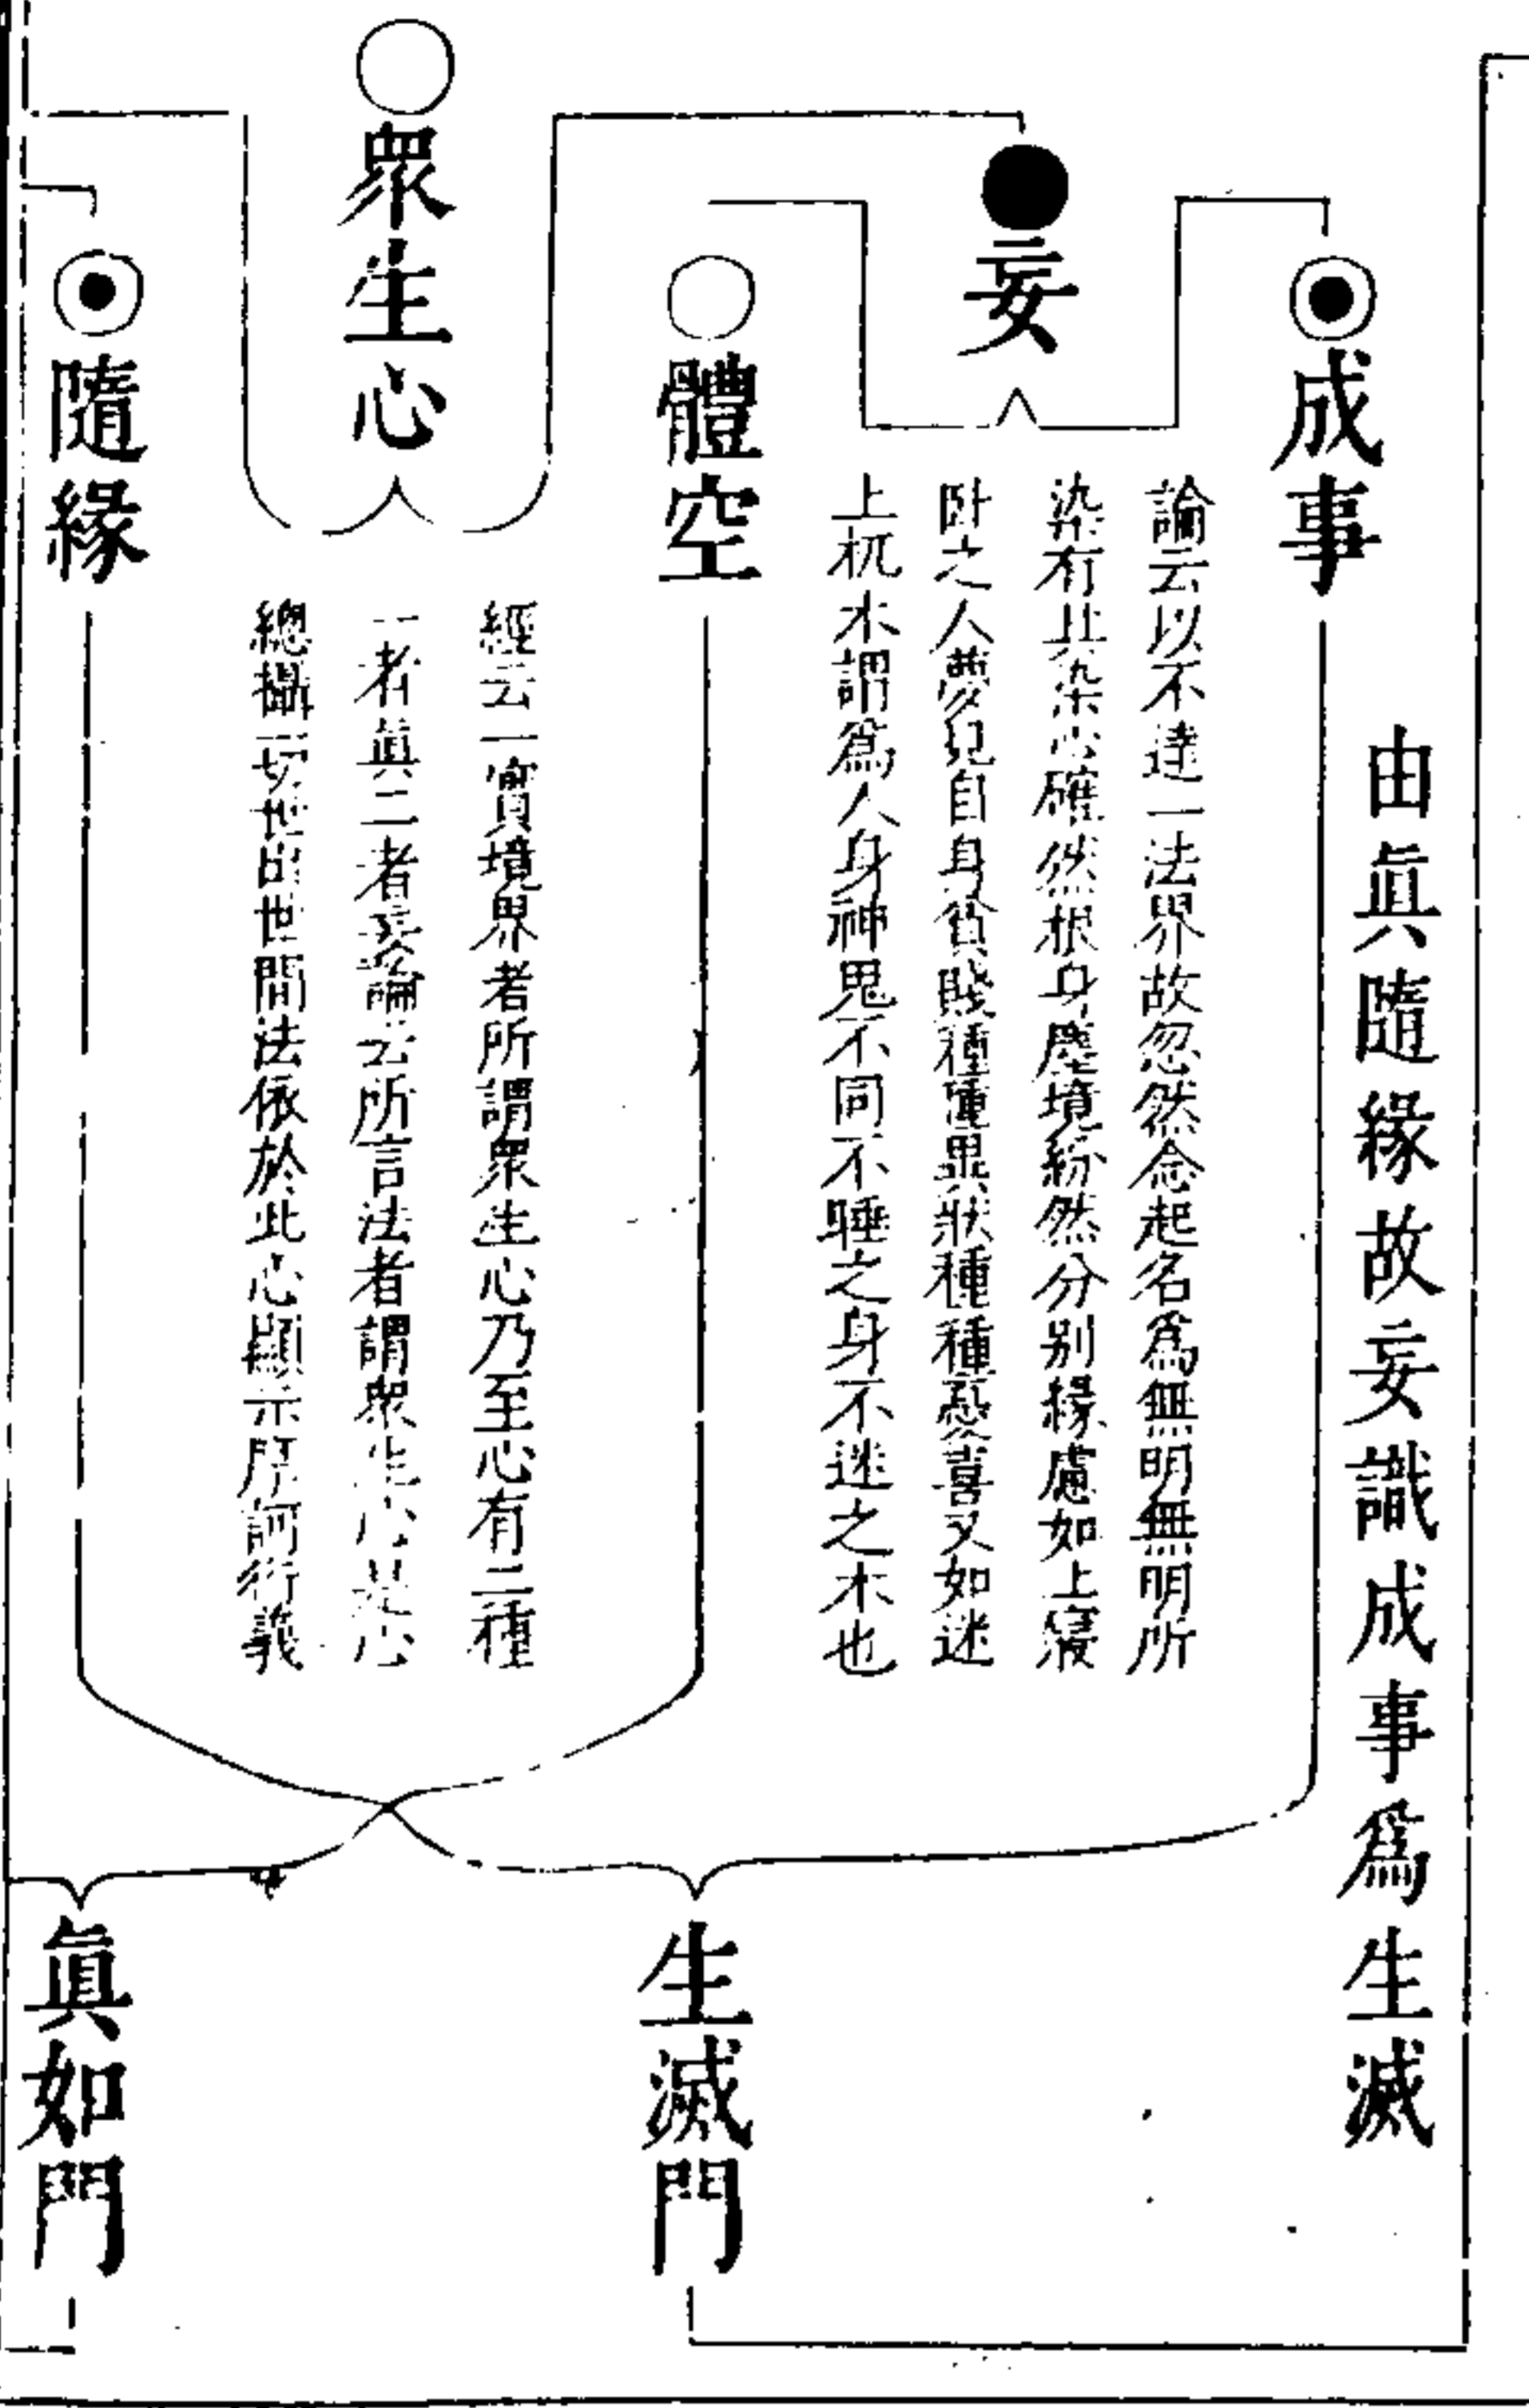 由眞隨緣故妄識成事爲生滅
成事
論云以不達一法界故忽然念起名爲無明無明所
染有其染心確然根身塵境紛然分别緣慮如上寢
臥之人夢見自身貧賤種種異狀種種恐喜又如迷
上杌木謂爲人身神鬼不同不睡之身不迷之木也
妄
體空
生滅門
經云一實境界者所謂衆生心乃至心有二種
一者眞二者妄論云所言法者謂衆生心是心
總攝一切世出世間法依於此心顯示摩訶衍義
衆生心
隨緣
眞如門